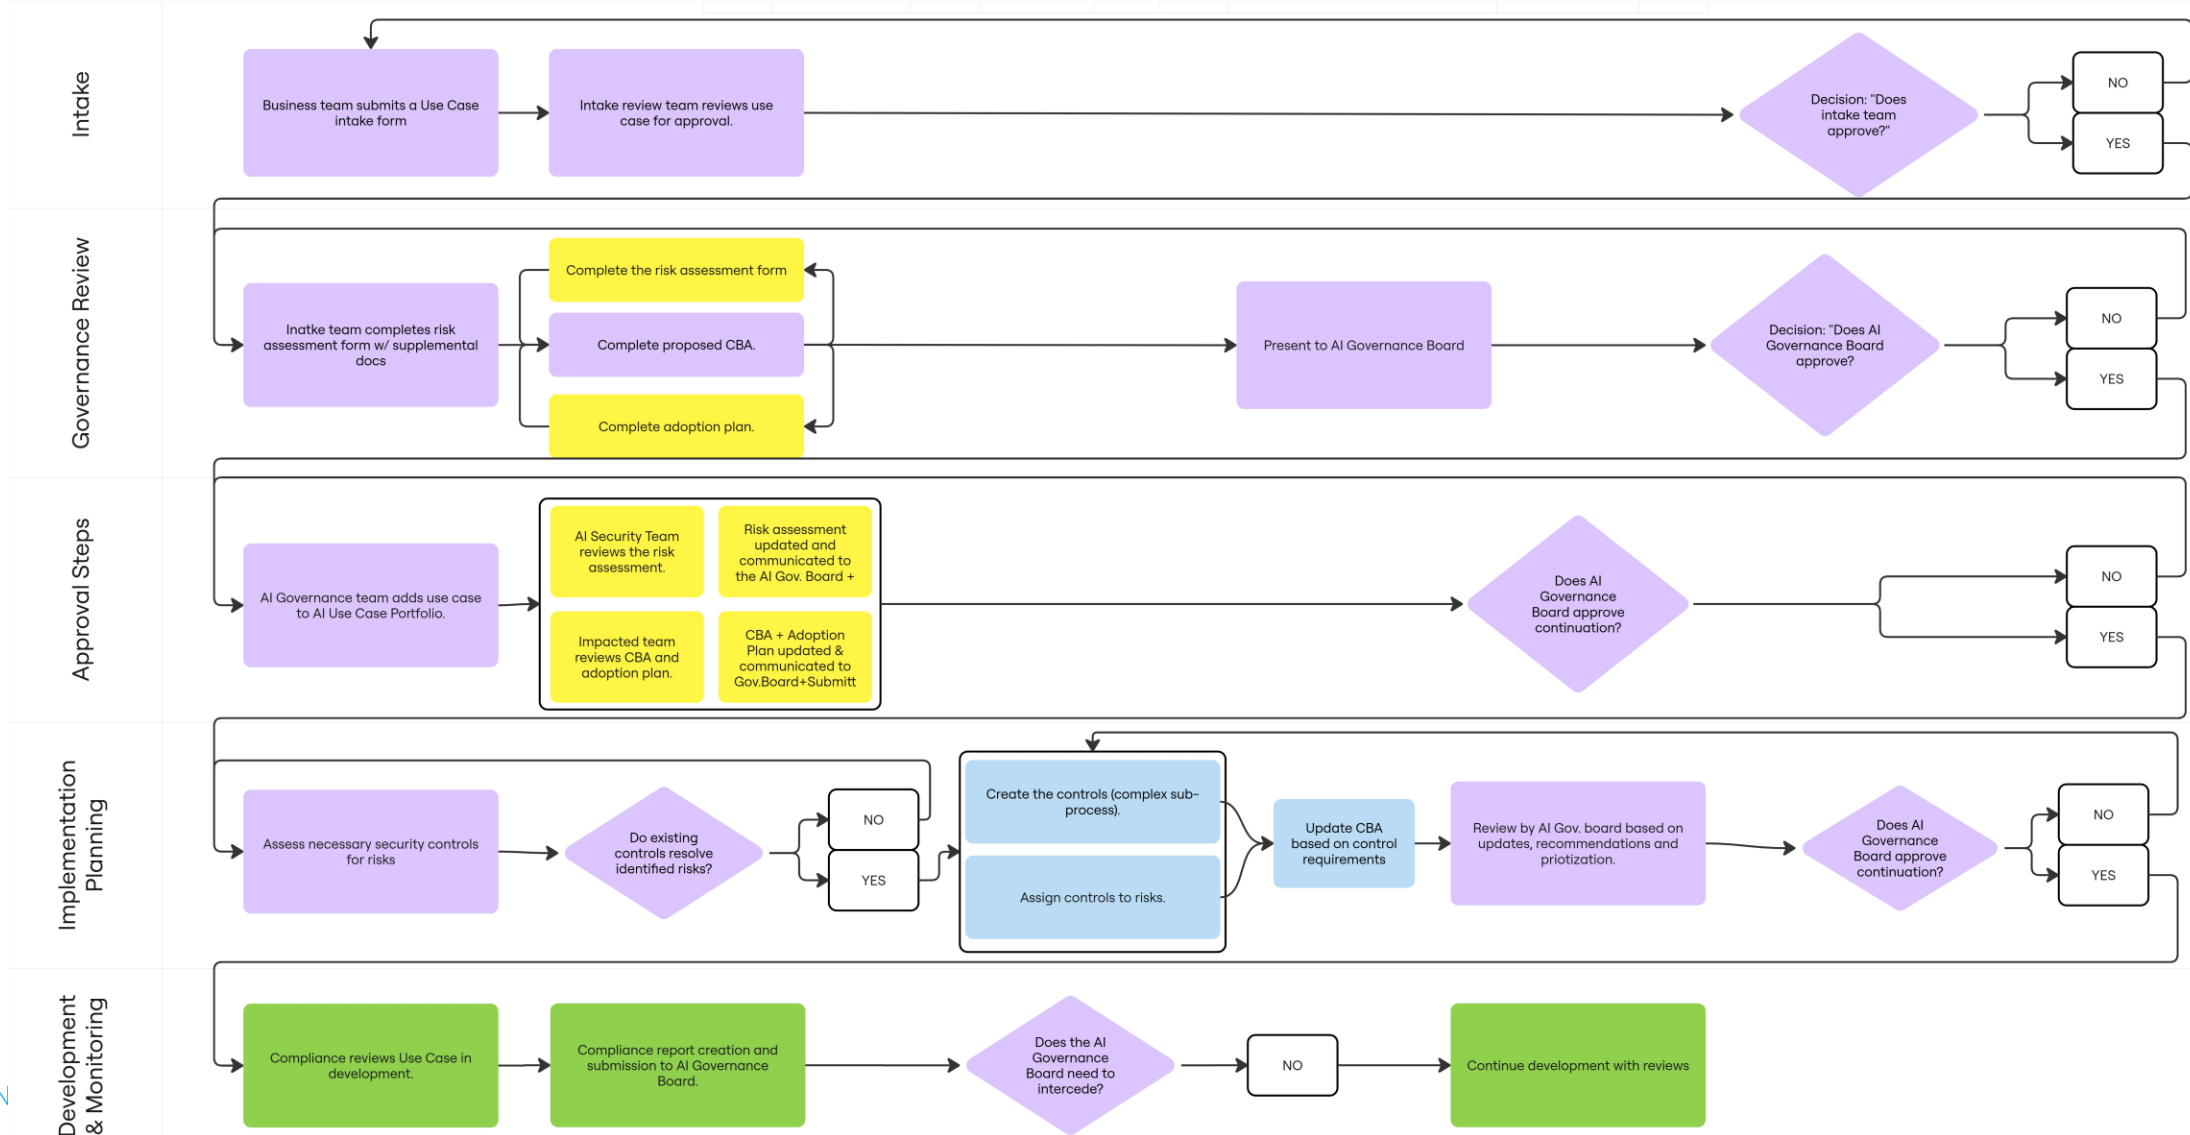 Intake
Business team submits a Use Case
intake form
Intake review team reviews use
case for approval.
Decision: "Does
intake team
approve?"
NO
YES
Governance Review
Inatke team completes risk
assessment form w/ supplemental
docs
Complete the risk assessment form
Complete proposed CBA.
Complete adoption plan.
Present to AI Governance Board
Decision: "Does AI
Governance Board
approve?
NO
YES
Approval Steps
AI Governance team adds use case
to AI Use Case Portfolio.
AI Security Team
reviews the risk
assessment.
Risk assessment
updated and
communicated to
the AI Gov. Board +
Impacted team
reviews CBA and
adoption plan.
CBA + Adoption
Plan updated &
communicated to
Gov.Board+Submitt
Does AI
Governance
Board approve
continuation?
NO
YES
Implementation
Planning
Assess necessary security controls
for risks
Do existing
controls resolve
identified risks?
NO
YES
Create the controls (complex sub-
process).
Assign controls to risks.
Update CBA
based on control
requirements
Review by AI Gov. board based on
updates, recommendations and
priotization.
Does AI
Governance
Board approve
continuation?
NO
YES
Development
& Monitoring
Compliance reviews Use Case in
development.
Compliance report creation and
submission to AI Governance
Board.
Does the AI
Governance
Board need to
intercede?
NO
Continue development with reviews